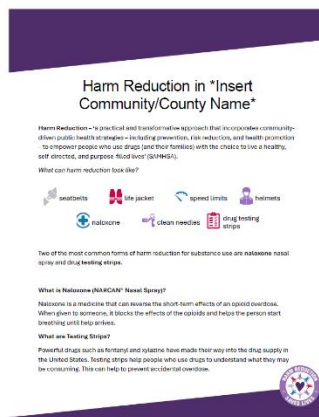 Harm Reduction in *Insert
Community/County Name*
Harm Reduction – 'a practical and transformative approach that incorporates community-
driven public health strategies – including prevention, risk reduction, and health promotion
– to empower people who use drugs (and their families) with the choice to live a healthy,
self-directed, and purpose-filled lives' (SAMHSA).
What can harm reduction look like?
seatbelts
life jacket
speed limits
helmets
naloxone
clean needles
drug testing
strips
Two of the most common forms of harm reduction for substance use are naloxone nasal
spray and drug testing strips.
What is Naloxone (NARCAN® Nasal Spray)?
Naloxone is a medicine that can reverse the short-term effects of an opioid overdose.
When given to someone, it blocks the effects of the opioids and helps the person start
breathing until help arrives.
What are Testing Strips?
Powerful drugs such as fentanyl and xylazine have made their way into the drug supply in
the United States. Testing strips help people who use drugs to understand what they may
be consuming. This can help to prevent accidental overdose.
HARM REDUCTION
SAVES LIVES